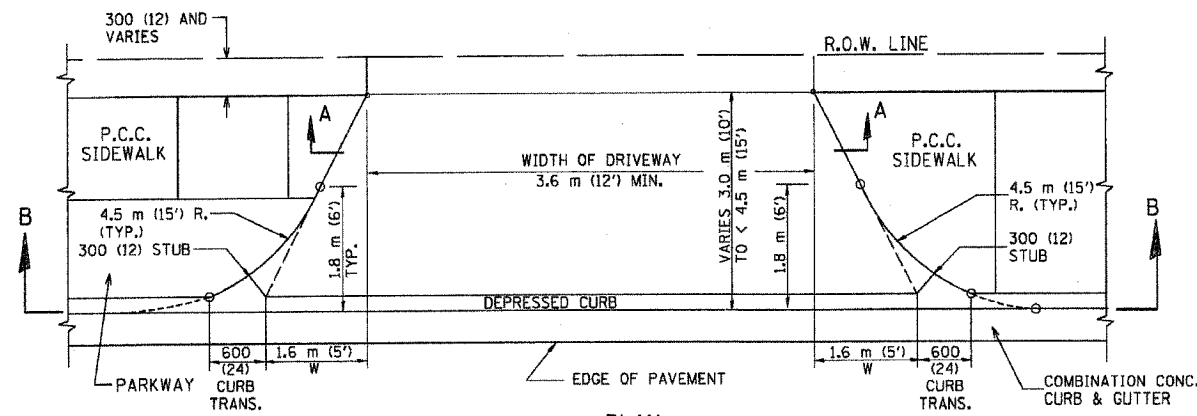 300 (12) AND
VARIES
R.O.W. LINE
A
A
P.C.C.
SIDEWALK
P.C.C.
SIDEWALK
WIDTH OF DRIVEWAY
3.6 m (12') MIN.
VARIES 3.0 m (10')
TO < 4.5 m (15')
B
B
4.5 m (15') R.
(TYP.)
300 (12) STUB
1.8 m (6')
TYP.
1.8 m (6')
4.5 m (15')
R. (TYP.)
300 (12)
STUB
DEPRESSED CURB
600
(24)
CURB
TRANS.
1.6 m (5')
W
1.6 m (5')
W
600
(24)
CURB
TRANS.
PARKWAY
EDGE OF PAVEMENT
COMBINATION CONC.
CURB & GUTTER